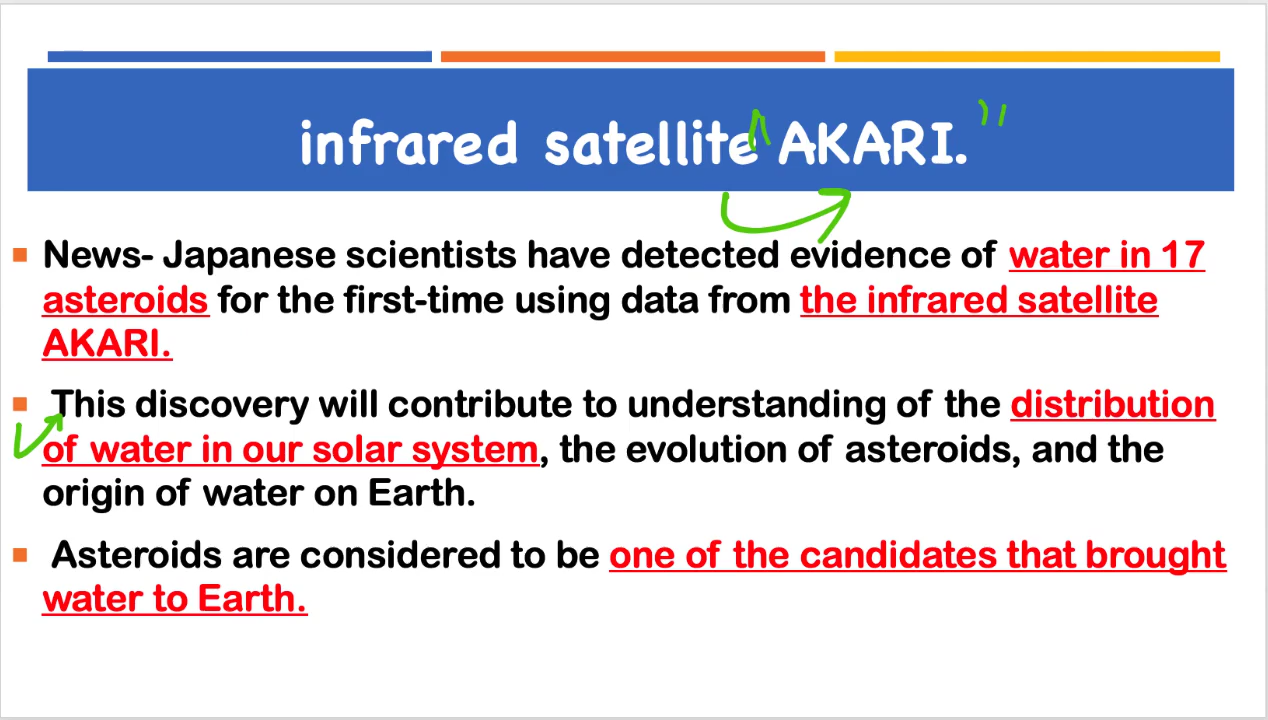 infrared satellite AKARI.
News- Japanese scientists have detected evidence of water in 17
asteroids for the first-time using data from the infrared satellite
AKARI.
This discovery will contribute to understanding of the distribution
of water in our solar system, the evolution of asteroids, and the
origin of water on Earth.
Asteroids are considered to be one of the candidates that brought
water to Earth.